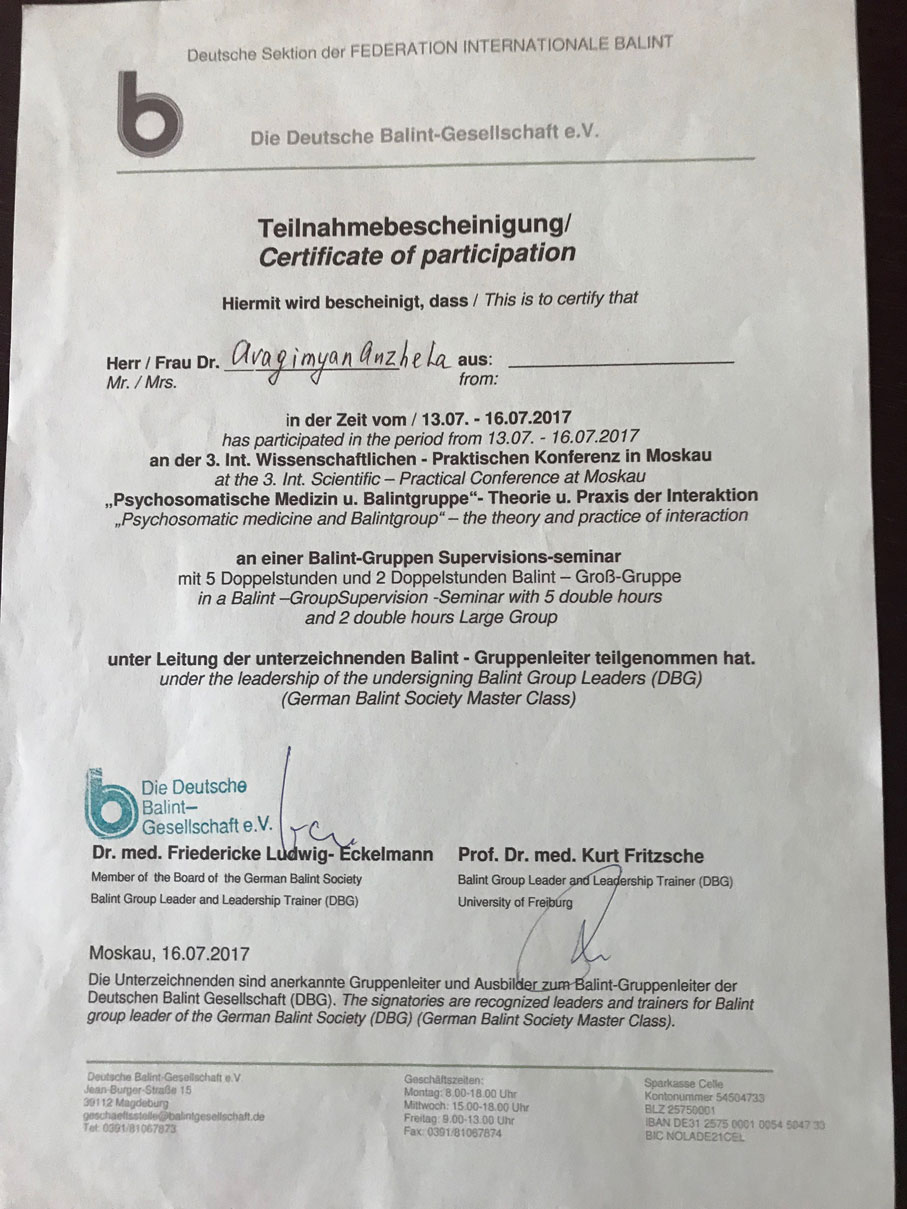 Deutsche Sektion der FEDERATION INTERNATIONALE BALINT
b
Die Deutsche Balint-Gesellschaft e.V.
Teilnahmebescheinigung/
Certificate of participation
Hiermit wird bescheinigt, dass / This is to certify that
Herr / Frau Dr. Avagimyan Anzhela aus:
Mr. / Mrs. from:
in der Zeit vom / 13.07. - 16.07.2017
has participated in the period from 13.07. - 16.07.2017
an der 3. Int. Wissenschaftlichen - Praktischen Konferenz in Moskau
at the 3. Int. Scientific – Practical Conference at Moskau
„Psychosomatische Medizin u. Balintgruppe“- Theorie u. Praxis der Interaktion
„Psychosomatic medicine and Balintgroup“ – the theory and practice of interaction
an einer Balint-Gruppen Supervisions-seminar
mit 5 Doppelstunden und 2 Doppelstunden Balint – Groß-Gruppe
in a Balint –GroupSupervision -Seminar with 5 double hours
and 2 double hours Large Group
unter Leitung der unterzeichnenden Balint - Gruppenleiter teilgenommen hat.
under the leadership of the undersigning Balint Group Leaders (DBG)
(German Balint Society Master Class)
b Die Deutsche
Balint–
Gesellschaft e.V.
Dr. med. Friedericke Ludwig- Eckelmann Prof. Dr. med. Kurt Fritzsche
Member of the Board of the German Balint Society Balint Group Leader and Leadership Trainer (DBG)
Balint Group Leader and Leadership Trainer (DBG) University of Freiburg
Moskau, 16.07.2017
Die Unterzeichnenden sind anerkannte Gruppenleiter und Ausbilder zum Balint-Gruppenleiter der
Deutschen Balint Gesellschaft (DBG). The signatories are recognized leaders and trainers for Balint
group leader of the German Balint Society (DBG) (German Balint Society Master Class).
Deutsche Balint-Gesellschaft e.V Geschäftszeiten: Sparkasse Celle
Jean-Burger-Straße 15 Montag: 8.00-18.00 Uhr Kontonummer 54504733
39112 Magdeburg Mittwoch: 15.00-18.00 Uhr BLZ 25750001
geschaeftsstelle@balintgesellschaft.de Freitag: 9.00-13.00 Uhr IBAN DE31 2575 0001 0054 5047 33
Tel: 0391/81067873 Fax: 0391/81067874 BIC NOLADE21CEL